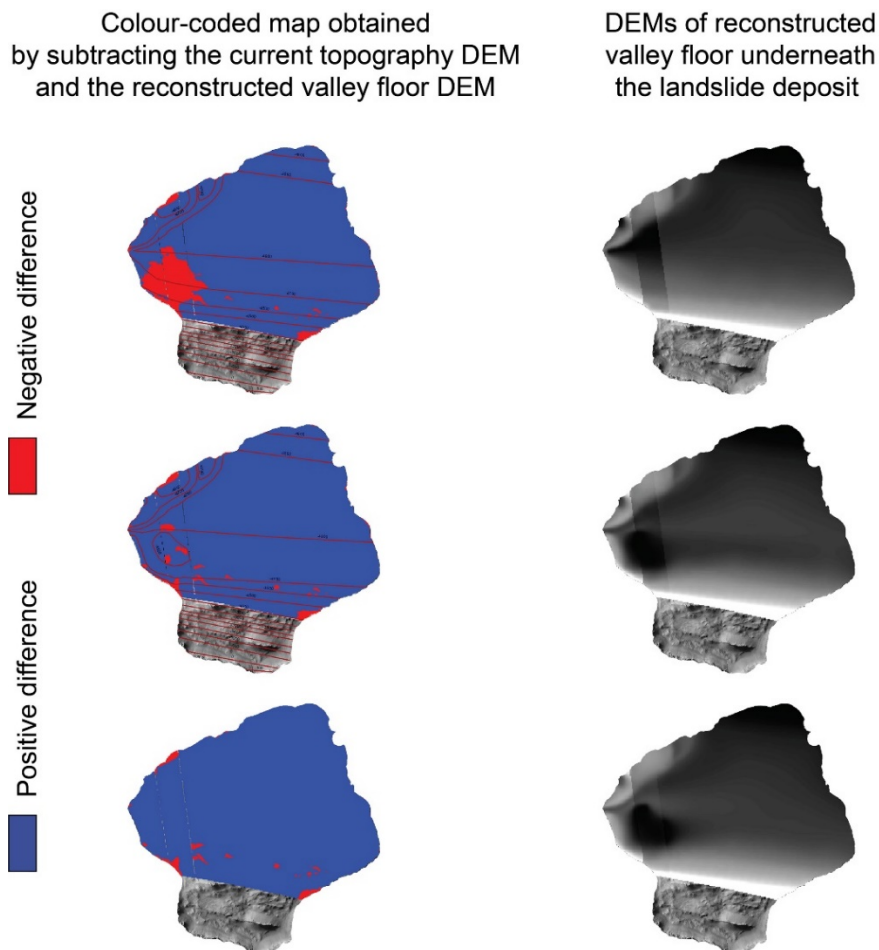 Colour-coded map obtained
by subtracting the current topography DEM
and the reconstructed valley floor DEM
DEMs of reconstructed
valley floor underneath
the landslide deposit
Negative difference
Positive difference